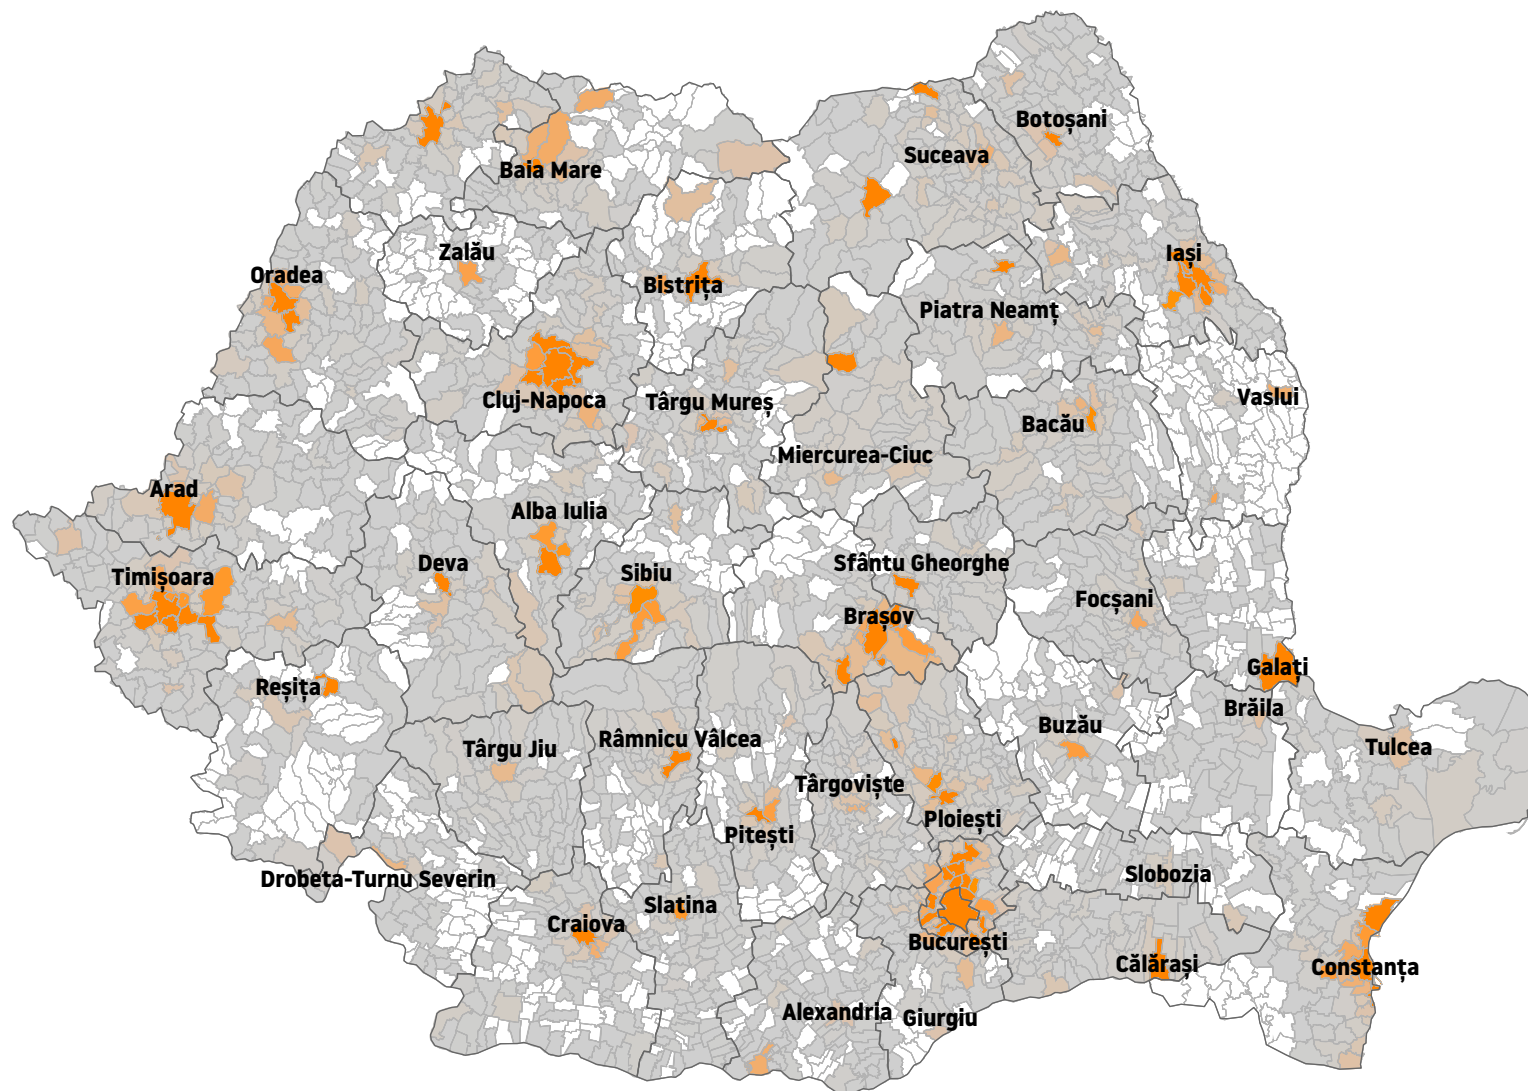 Botoșani
Suceava
Baia Mare
Zalău
Iași
Oradea
Bistrița
Piatra Neamț
Cluj-Napoca
Târgu Mureș
Vaslui
Bacău
Miercurea-Ciuc
Arad
Alba Iulia
Deva
Sfântu Gheorghe
Timișoara
Sibiu
Focșani
Brașov
Galați
Reșița
Brăila
Buzău
Târgu Jiu
Râmnicu Vâlcea
Tulcea
Târgoviște
Ploiești
Pitești
Slobozia
Drobeta-Turnu Severin
Slatina
Craiova
București
Călărași
Constanța
Alexandria
Giurgiu